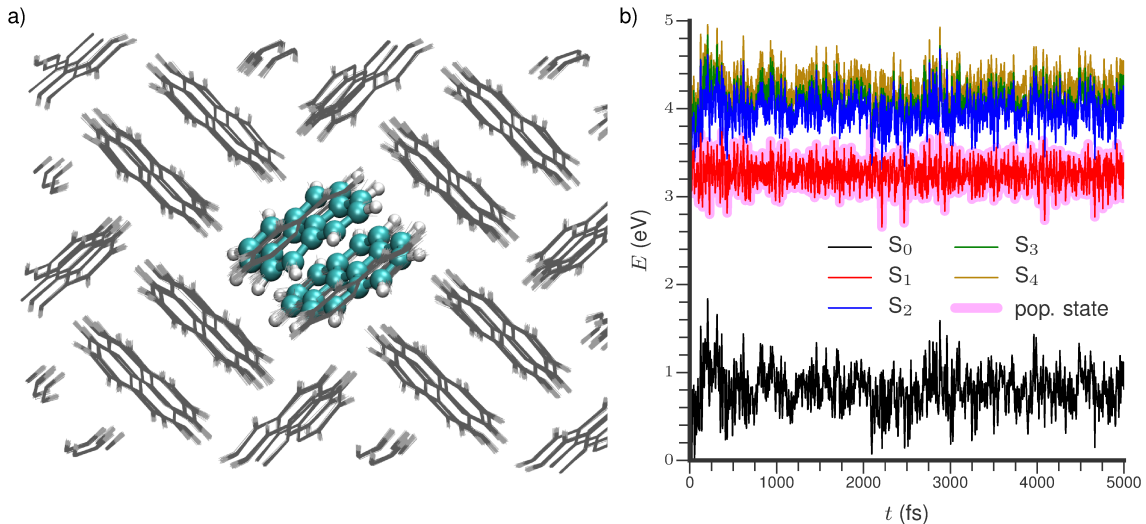 a)
b)
5
4
3
2
1
0
E (eV)
S₀
S₁
S₂
S₃
S₄
pop. state
0
1000
2000
3000
4000
5000
t (fs)